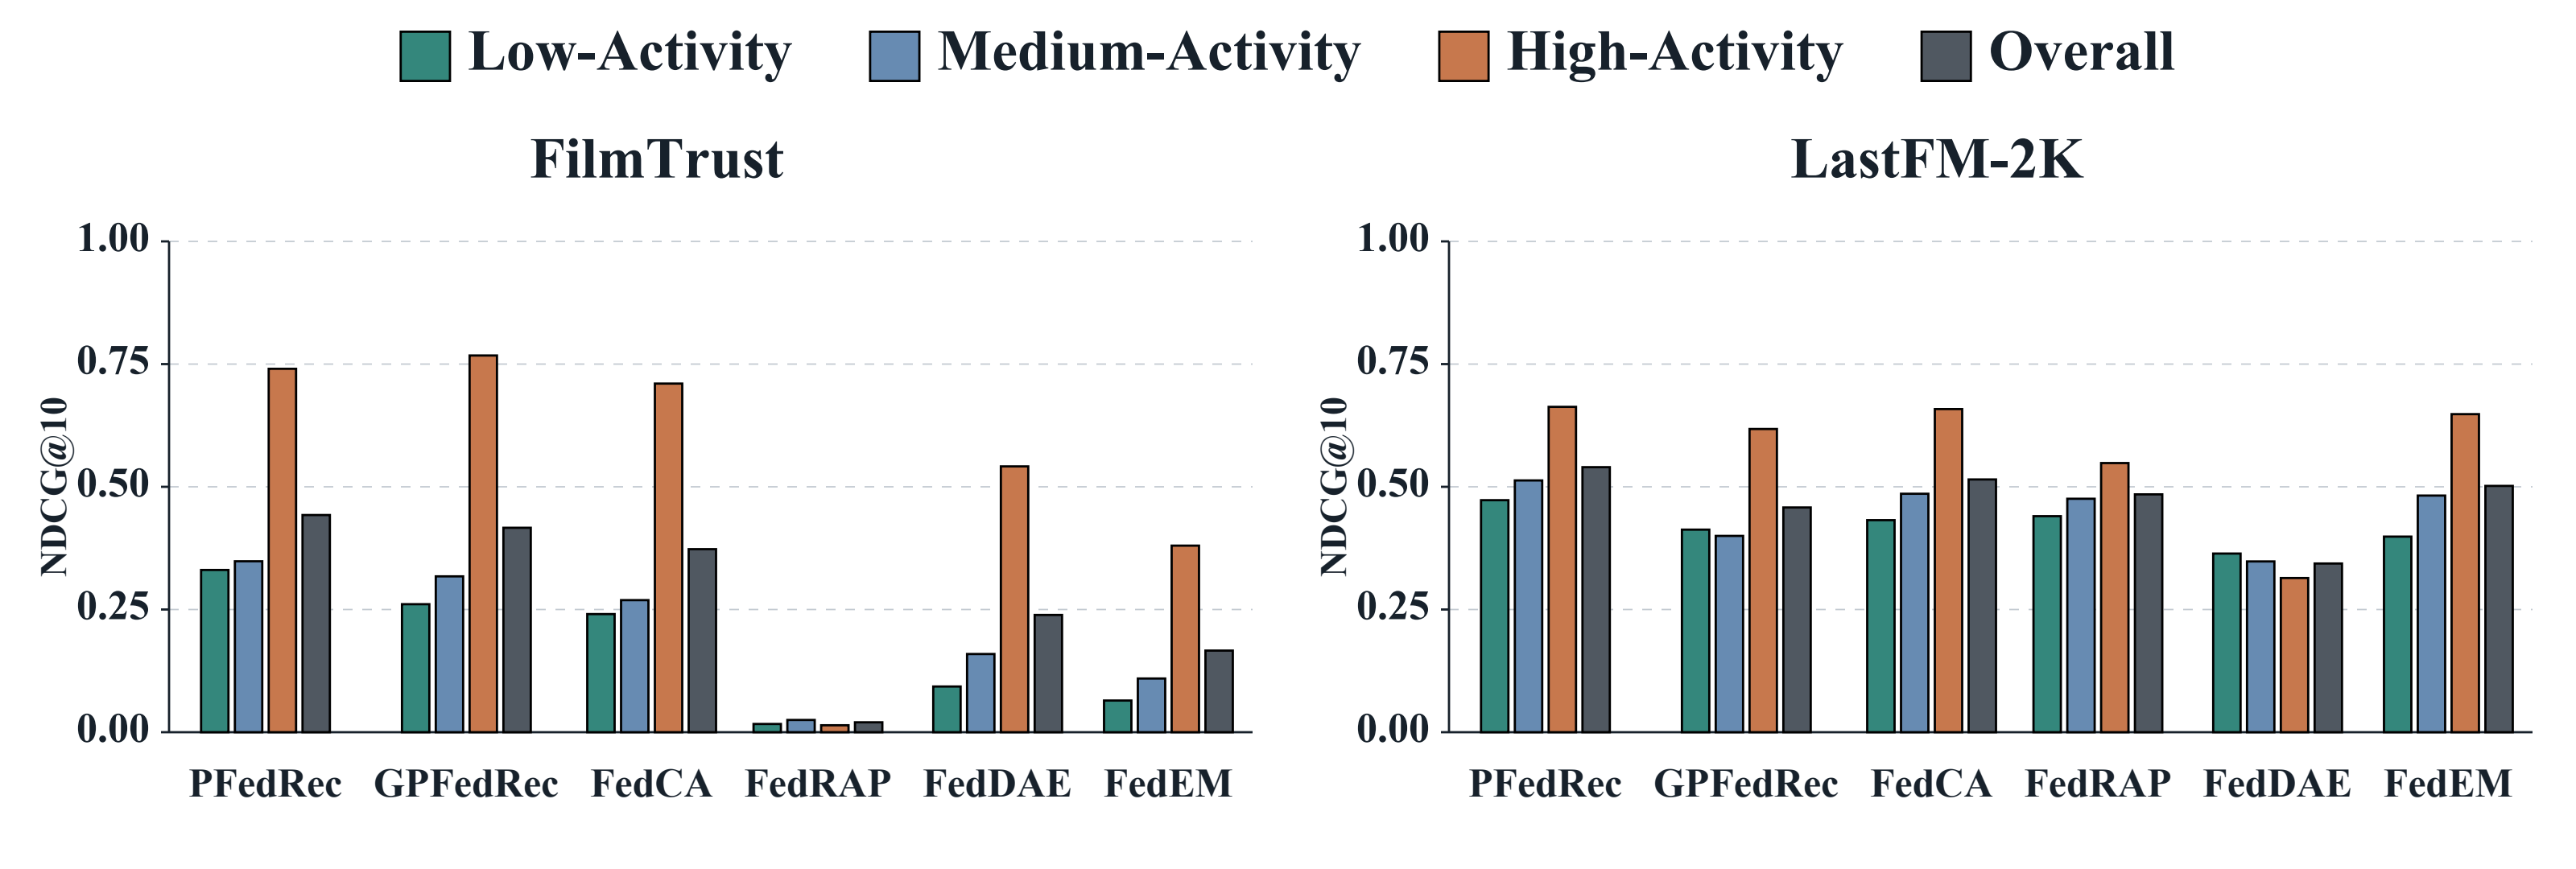 Low-Activity Medium-Activity High-Activity Overall
FilmTrust
NDCG@10
1.00
0.75
0.50
0.25
0.00
PFedRec GPFedRec FedCA FedRAP FedDAE FedEM
LastFM-2K
NDCG@10
1.00
0.75
0.50
0.25
0.00
PFedRec GPFedRec FedCA FedRAP FedDAE FedEM